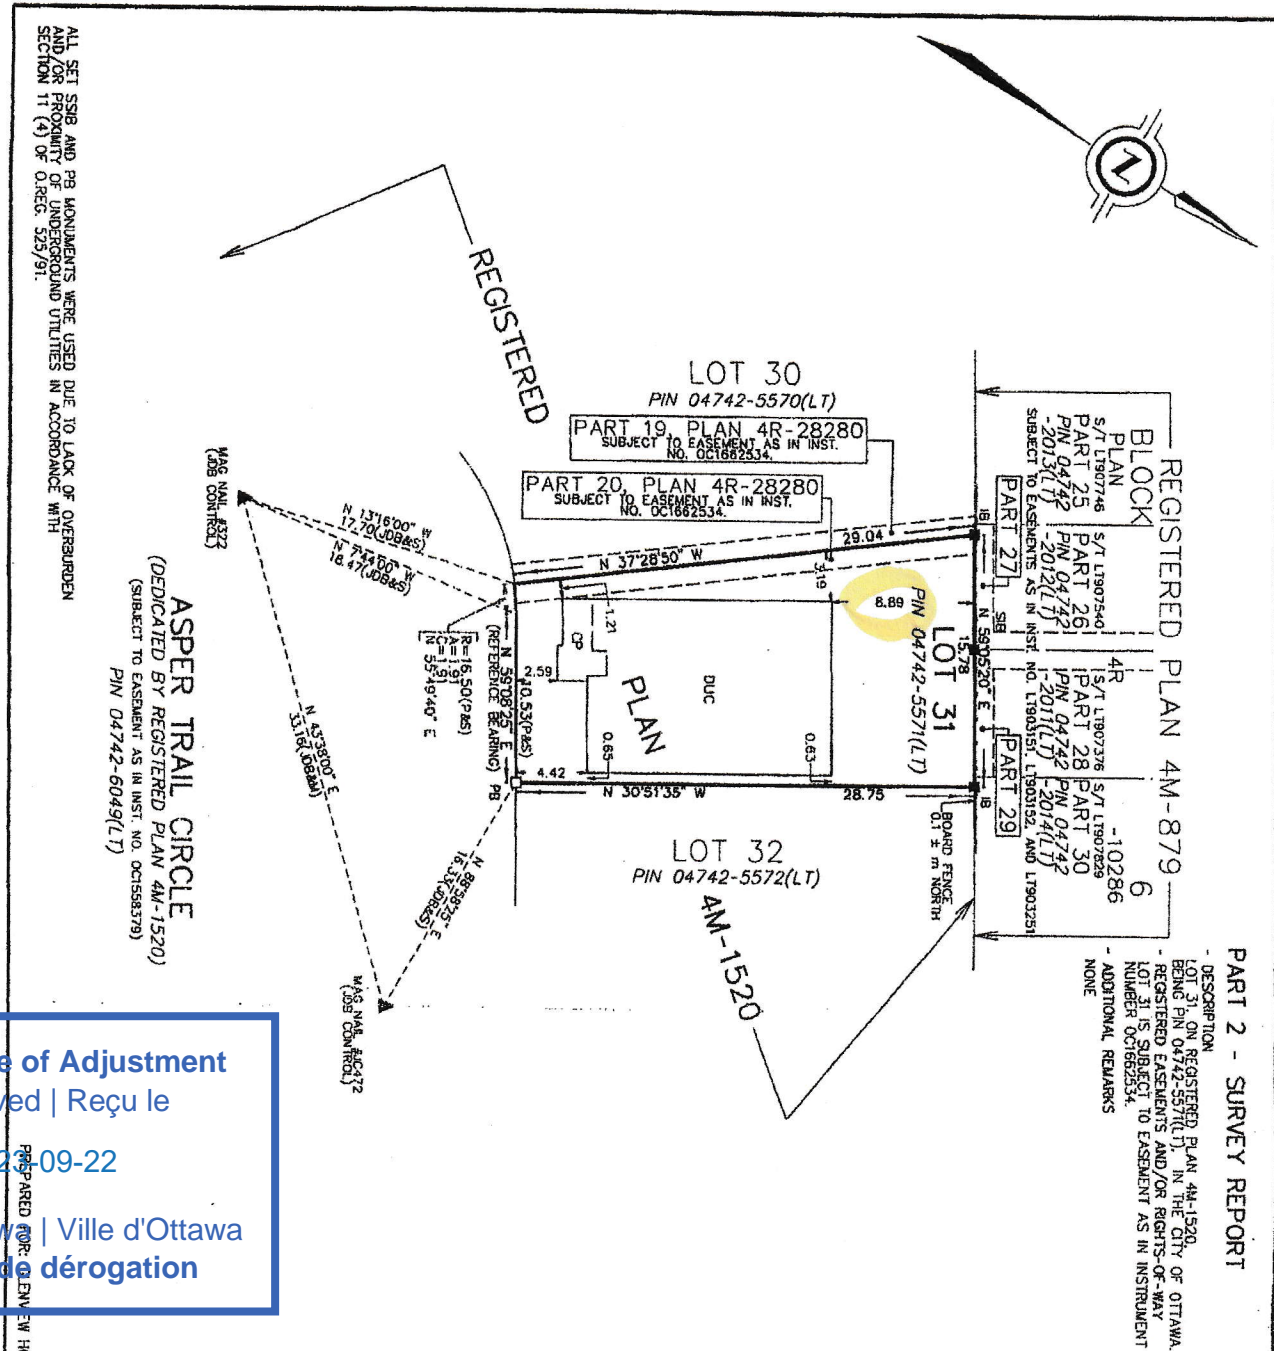 ALL SET SSIB AND PB MONUMENTS WERE USED DUE TO LACK OF OVERBURDEN
AND/OR PROXIMITY OF UNDERGROUND UTILITIES IN ACCORDANCE WITH
SECTION 11 (4) OF O.REG. 525/91.
REGISTERED
LOT 30
PIN 04742-5570(LT)
PART 19, PLAN 4R-28280
SUBJECT TO EASEMENT AS IN INST.
NO. OC1662534.
PART 20, PLAN 4R-28280
SUBJECT TO EASEMENT AS IN INST.
NO. OC1662534.
REGISTERED PLAN 4M-879
BLOCK 6
PLAN 4R -10286
S/T LT907746
PART 25
PIN 04742
-2013(LT)
S/T LT907540
PART 26
PIN 04742
-2012(LT)
S/T LT907376
PART 28
PIN 04742
-2011(LT)
S/T LT907829
PART 30
PIN 04742
-2014(LT)
SUBJECT TO EASEMENTS AS IN INST. NO. LT903151, LT903152, AND LT903251
PART 27
PART 29
IB
SIB
IB
N 59°05'20" E
15.78
29.04
N 37°28'50" W
3.19
8.89
PIN 04742-5571(LT)
LOT 31
1.21
CP
DUC
PLAN
2.59
0.65
0.63
4.42
N 30°51'35" W
28.75
10.53(P&S)
N 59°08'25" E
(REFERENCE BEARING)
PB
R=16.50(P&S)
A=1.91
C=1.91
N 55°49'40" E
BOARD FENCE
0.1 ± m NORTH
LOT 32
PIN 04742-5572(LT)
4M-1520
MAG NAIL #322
(JDB CONTROL)
N 13°16'00" W
17.70(JDB&S)
N 7°44'00" W
18.47(JDB&S)
N 43°38'00" E
33.16(JDB&M)
N 88°58'25" E
(JDB&S)
MAG NAIL #JC472
(JDB CONTROL)
ASPER TRAIL CIRCLE
(DEDICATED BY REGISTERED PLAN 4M-1520)
(SUBJECT TO EASEMENT AS IN INST. NO. OC1558379)
PIN 04742-6049(LT)
PART 2 - SURVEY REPORT
- DESCRIPTION
LOT 31, ON REGISTERED PLAN 4M-1520,
BEING PIN 04742-5571(LT), IN THE CITY OF OTTAWA.
- REGISTERED EASEMENTS AND/OR RIGHTS-OF-WAY
LOT 31 IS SUBJECT TO EASEMENT AS IN INSTRUMENT
NUMBER OC1662534.
- ADDITIONAL REMARKS
NONE
e of Adjustment
ved | Reçu le
23-09-22
wa | Ville d'Ottawa
de dérogation
PREPARED FOR: GLENVIEW HO